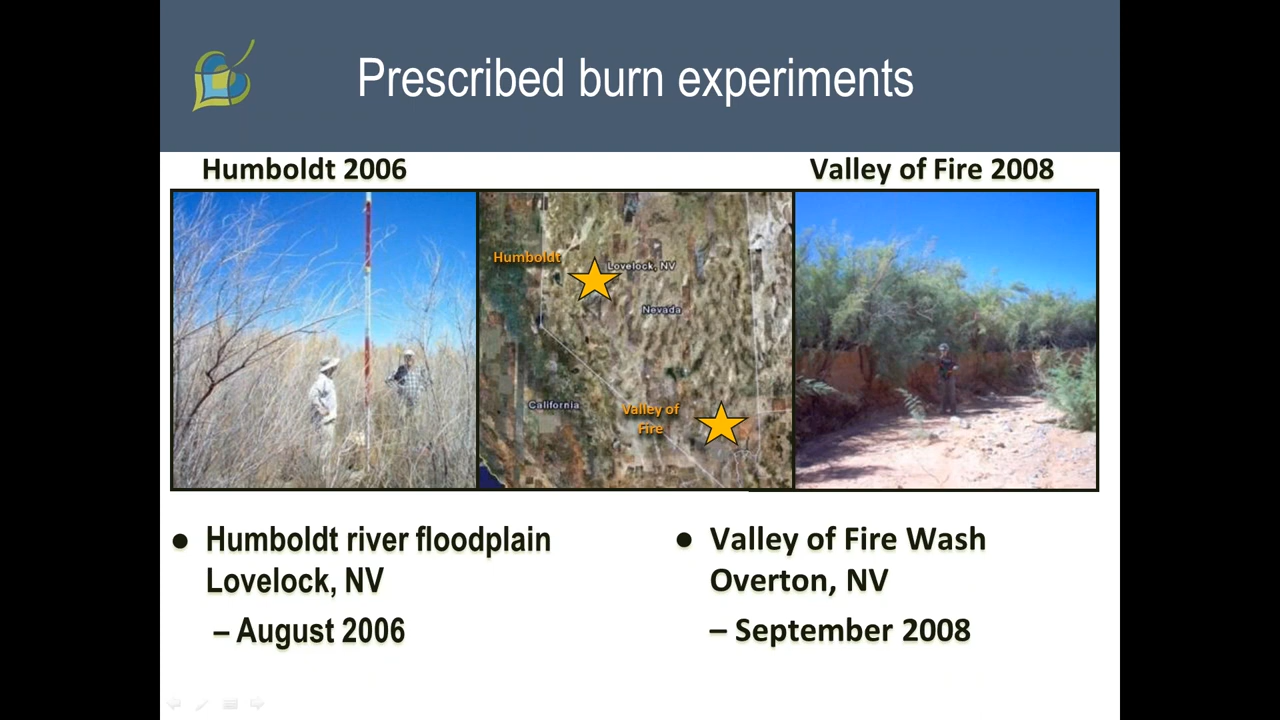 Prescribed burn experiments
Humboldt 2006
Valley of Fire 2008
Humboldt
Lovelock, NV
Nevada
California
Valley of
Fire
● Humboldt river floodplain
Lovelock, NV
– August 2006
● Valley of Fire Wash
Overton, NV
– September 2008